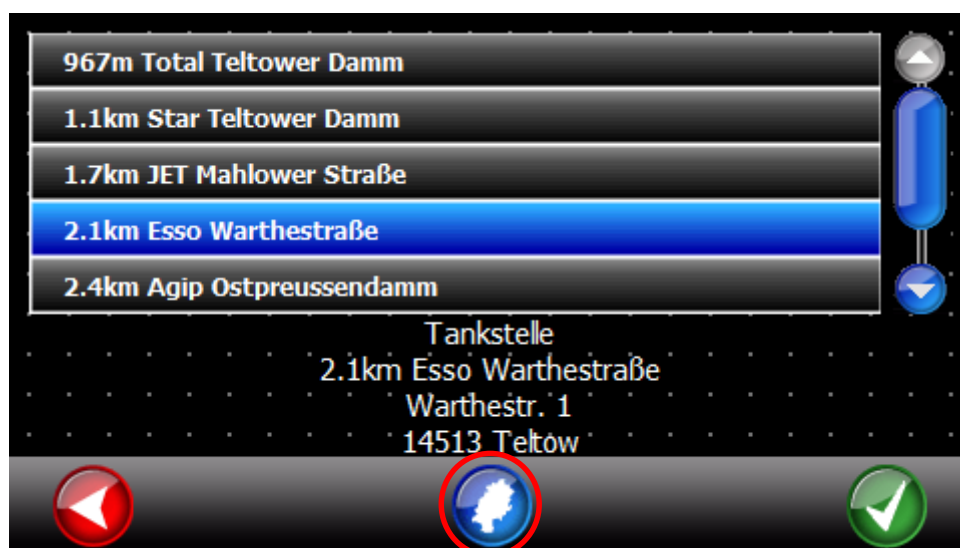 967m Total Teltower Damm
1.1km Star Teltower Damm
1.7km JET Mahlower Straße
2.1km Esso Warthestraße
2.4km Agip Ostpreussendamm
Tankstelle
2.1km Esso Warthestraße
Warthestr. 1
14513 Teltow